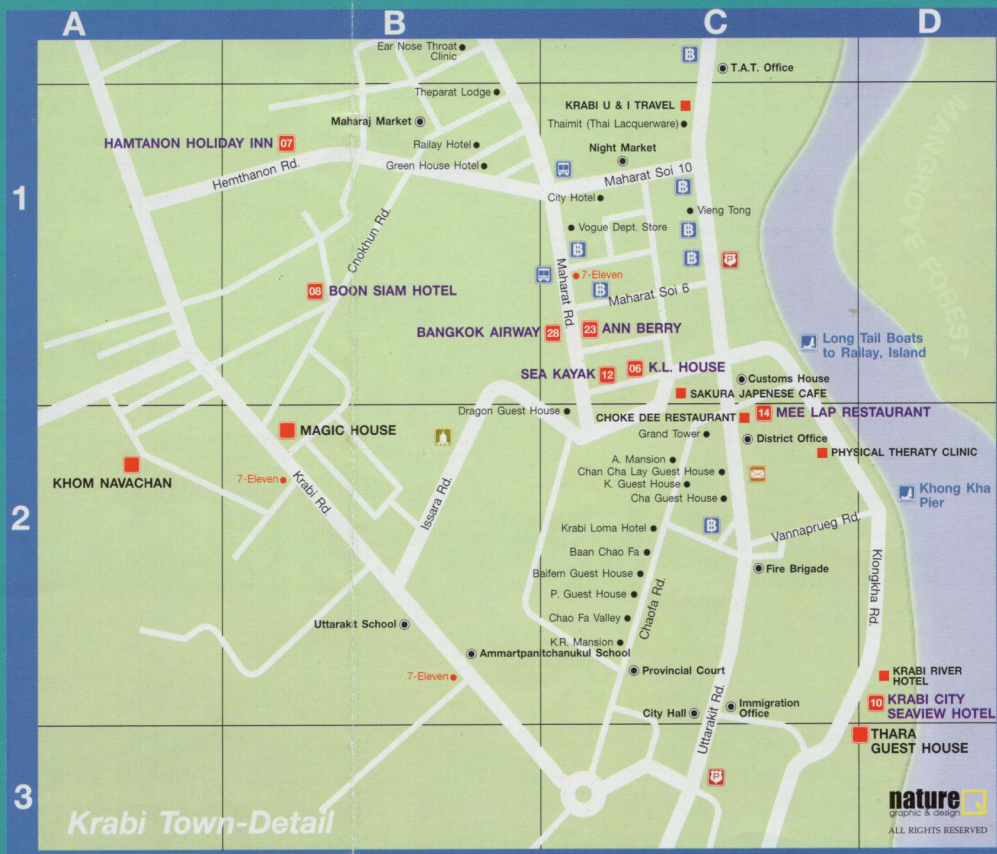 A
B
C
D
Ear Nose Throat
Clinic
T.A.T. Office
Theparat Lodge
KRABI U & I TRAVEL
Maharaj Market
Thaimit (Thai Lacquerware)
HAMTANON HOLIDAY INN 07
Railay Hotel
Night Market
Green House Hotel
Hemthanon Rd.
Maharat Soi 10
MANGROVE FOREST
1
City Hotel
Vieng Tong
Cnokhun Rd.
Vogue Dept. Store
P
7-Eleven
Maharat Rd.
Maharat Soi 6
08 BOON SIAM HOTEL
BANGKOK AIRWAY 28
23 ANN BERRY
Long Tail Boats
to Railay, Island
SEA KAYAK 12
06 K.L. HOUSE
Customs House
SAKURA JAPENESE CAFE
Dragon Guest House
CHOKE DEE RESTAURANT
14 MEE LAP RESTAURANT
MAGIC HOUSE
Grand Tower
District Office
PHYSICAL THERATY CLINIC
A. Mansion
KHOM NAVACHAN
Chan Cha Lay Guest House
7-Eleven
K. Guest House
Cha Guest House
Khong Kha
Pier
Krabi Rd
Issara Rd.
2
Krabi Loma Hotel
Vannaprueg Rd.
Baan Chao Fa
Fire Brigade
Baifern Guest House
P. Guest House
Chaofa Rd.
Klongkha Rd.
Chao Fa Valley
Uttarakit School
K.R. Mansion
Ammartpanitchanukul School
Provincial Court
7-Eleven
KRABI RIVER
HOTEL
10 KRABI CITY
SEAVIEW HOTEL
City Hall
Immigration
Office
Uttarakit Rd.
THARA
GUEST HOUSE
P
3
Krabi Town-Detail
nature
graphic & design
ALL RIGHTS RESERVED